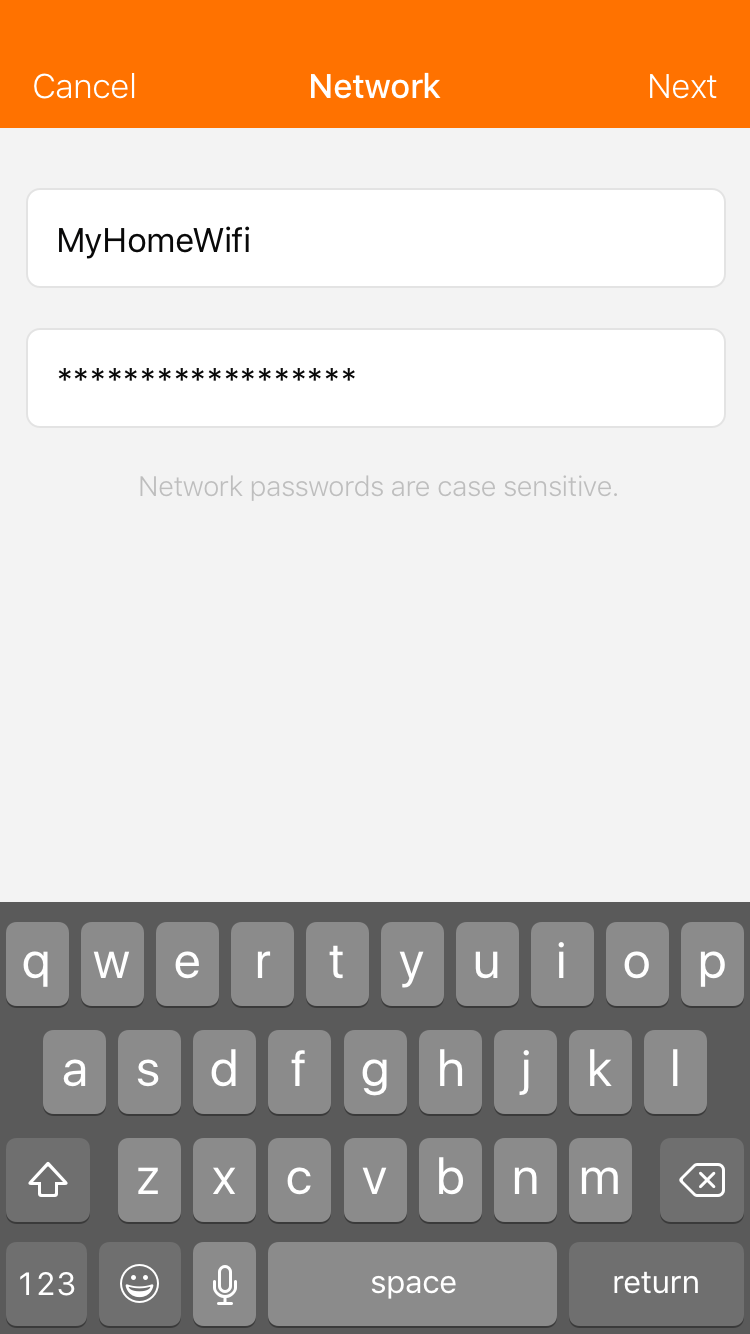 Cancel Network Next
MyHomeWifi
******************
Network passwords are case sensitive.
q w e r t y u i o p
a s d f g h j k l
z x c v b n m
123 space return